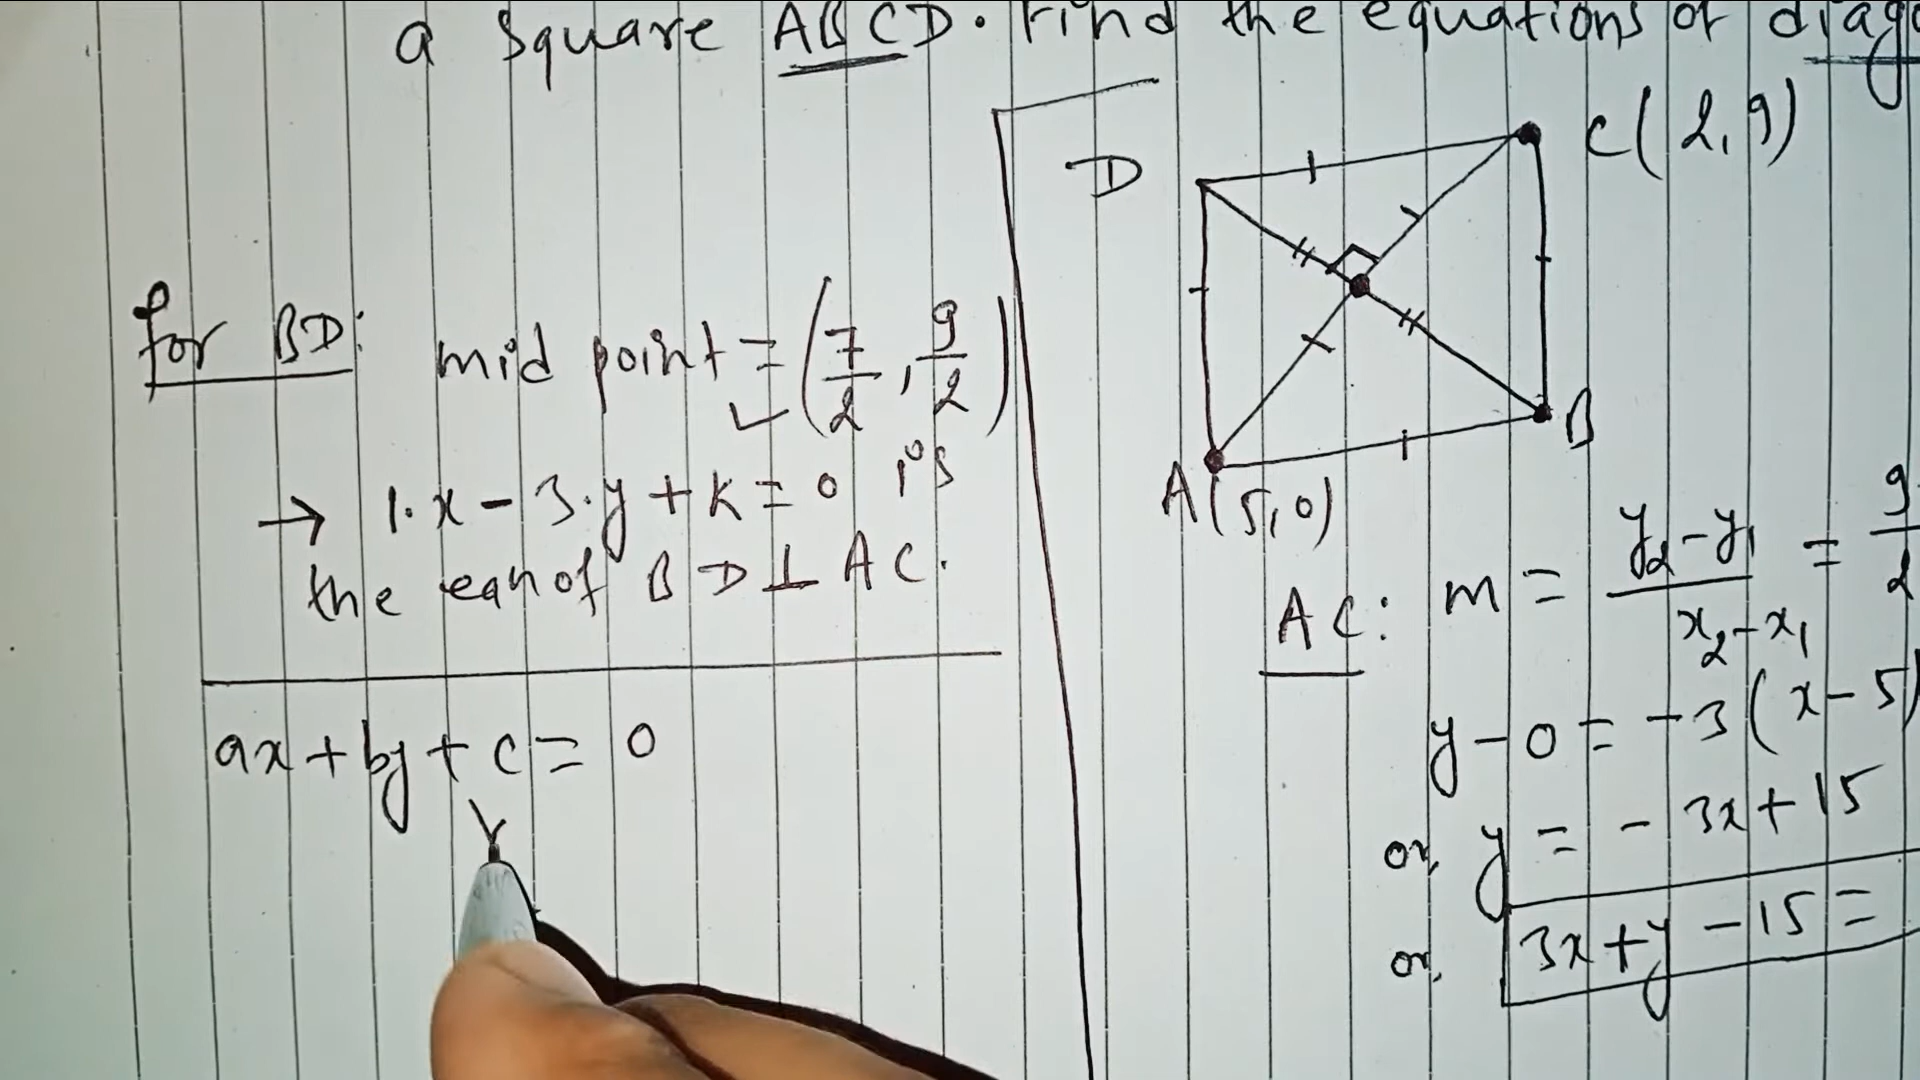 a square ABCD. Find the equations of
for BD: mid point = (7/2, 9/2)
→ 1.x - 3.y + k = 0 is
the eqn of BD ⊥ AC.
ax + by + c = 0
D
C(2,9)
B
A(5,0)
AC: m = y2-y1/x2-x1 =
y - 0 = -3(x-5)
or, y = - 3x + 15
or, 3x + y - 15 =